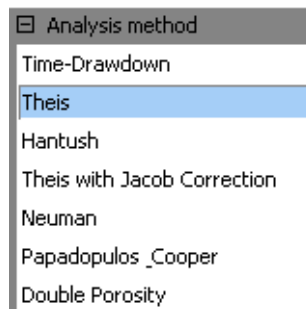 Analysis method
Time-Drawdown
Theis
Hantush
Theis with Jacob Correction
Neuman
Papadopulos _Cooper
Double Porosity